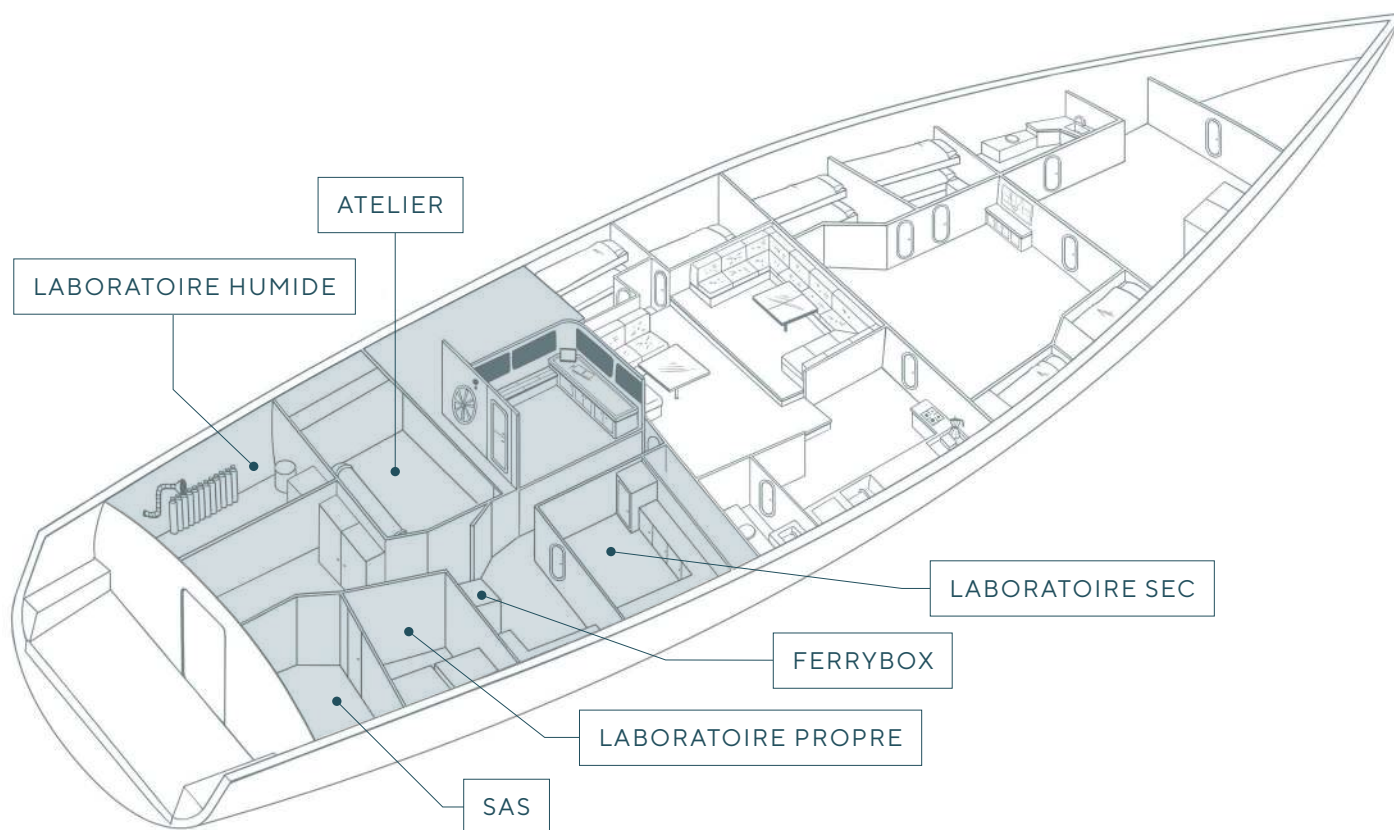 ATELIER
LABORATOIRE HUMIDE
LABORATOIRE SEC
FERRYBOX
LABORATOIRE PROPRE
SAS